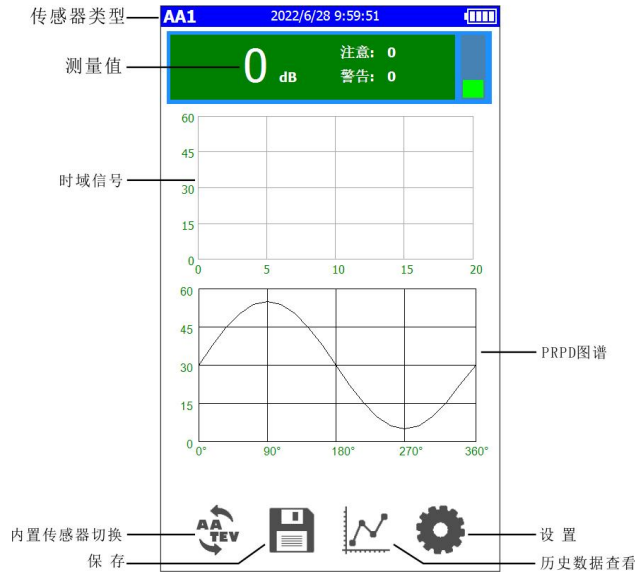 传感器类型
AA1 2022/6/28 9:59:51
测量值
0 dB
注意: 0
警告: 0
时域信号
60
45
30
15
0
0 5 10 15 20
60
45
30
15
0
0° 90° 180° 270° 360°
PRPD图谱
AA
TEV
内置传感器切换
保 存
设 置
历史数据查看